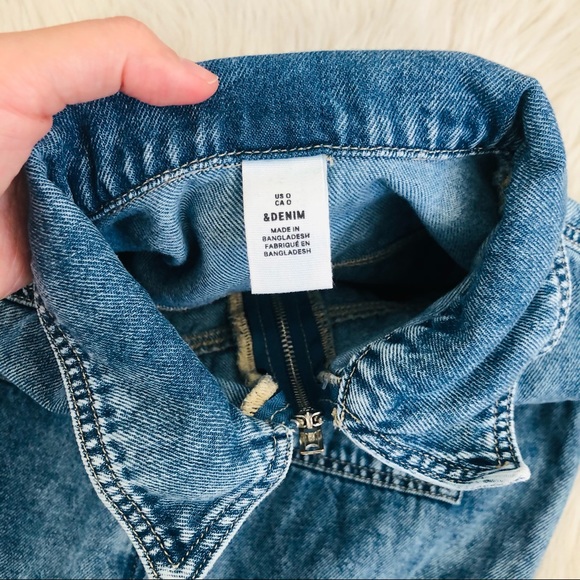 US 0
CA 0
&DENIM
MADE IN
BANGLADESH
FABRIQUÉ EN
BANGLADESH